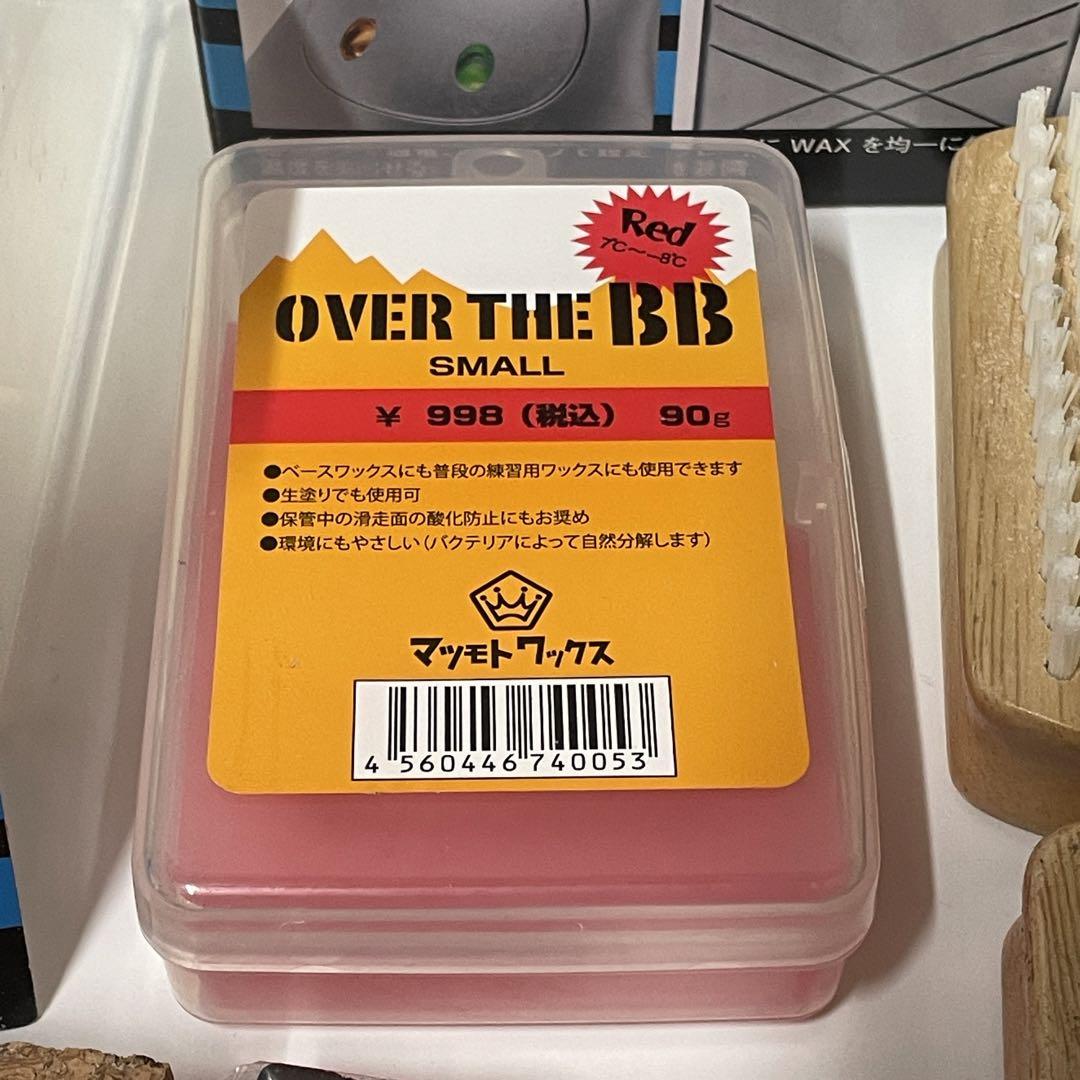 に WAX を均一に
Red
7℃~-8℃
OVER THE BB
SMALL
¥ 998 (税込) 90g
●ベースワックスにも普段の練習用ワックスにも使用できます
●生塗りでも使用可
●保管中の滑走面の酸化防止にもお奨め
●環境にもやさしい(バクテリアによって自然分解します)
マツモトワックス
4 560446 740053